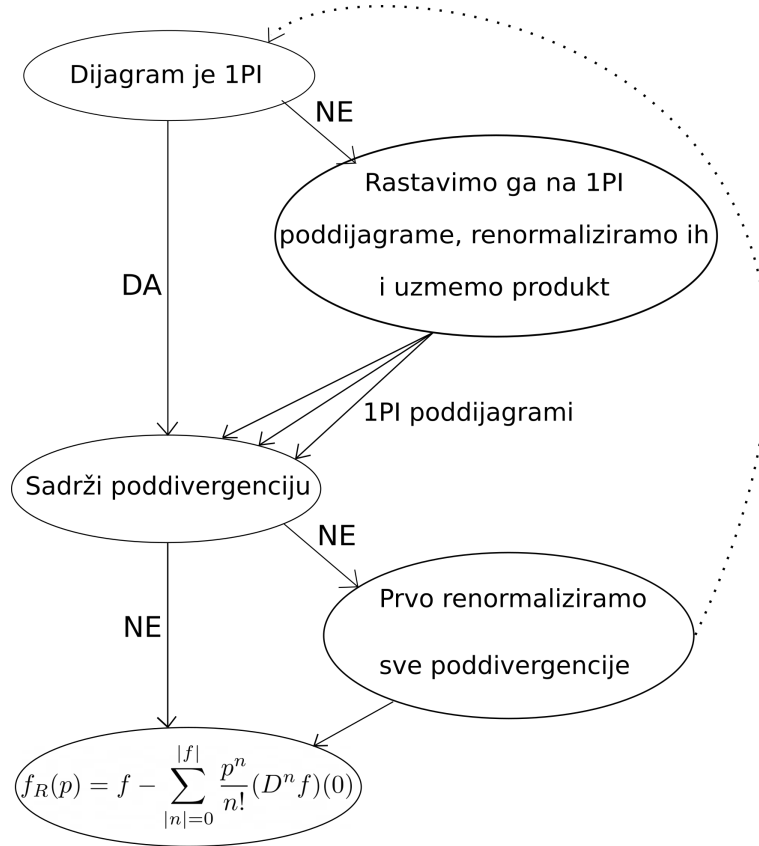 Dijagram je 1PI
NE
Rastavimo ga na 1PI
poddijagrame, renormaliziramo ih
i uzmemo produkt
DA
1PI poddijagrami
Sadrži poddivergenciju
NE
Prvo renormaliziramo
sve poddivergencije
NE
f_R(p) = f − ∑_{|n|=0}^{|f|} \frac{p^n}{n!} (D^n f)(0)